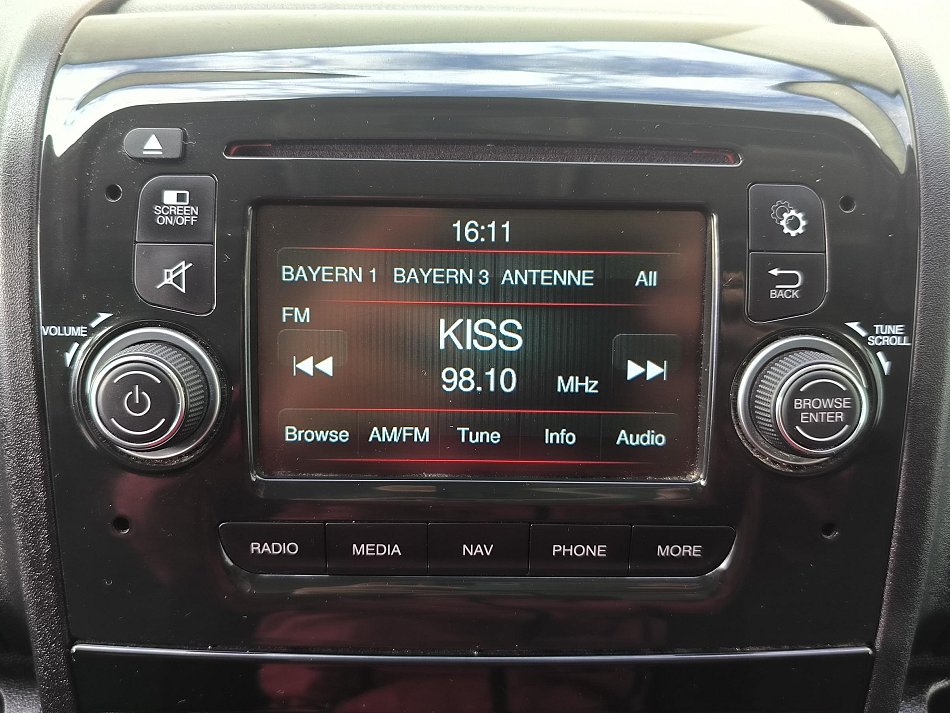 16:11
SCREEN
ON/OFF
BAYERN 1 BAYERN 3 ANTENNE All
BACK
FM
KISS
98.10 MHz
VOLUME
TUNE
SCROLL
BROWSE
ENTER
Browse AM/FM Tune Info Audio
RADIO MEDIA NAV PHONE MORE